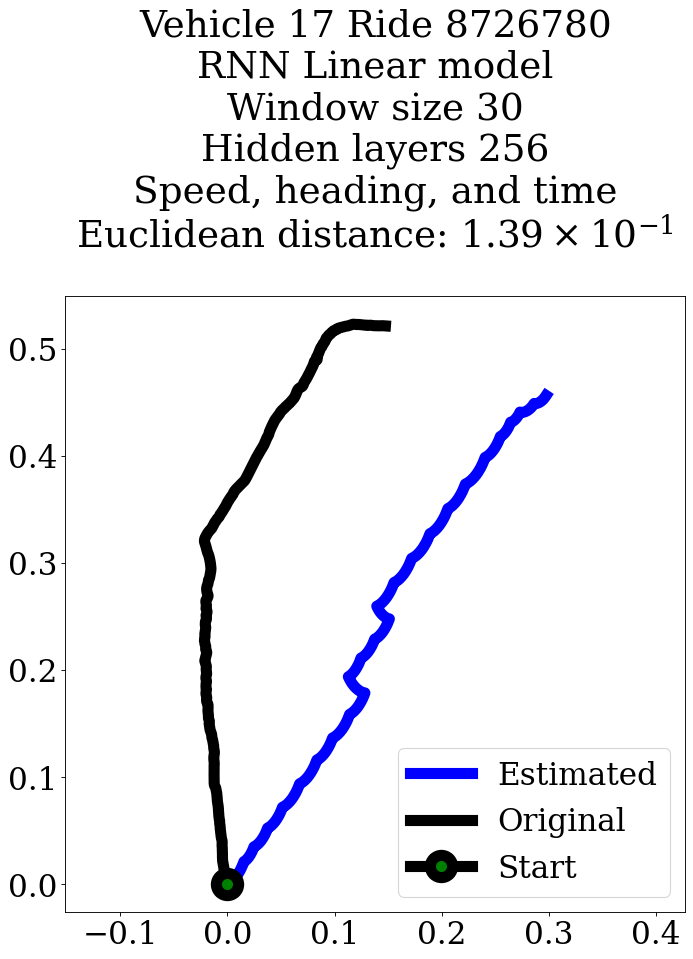 Vehicle 17 Ride 8726780
RNN Linear model
Window size 30
Hidden layers 256
Speed, heading, and time
Euclidean distance: 1.39 × 10⁻¹
0.5
0.4
0.3
0.2
0.1
0.0
Estimated
Original
Start
−0.1 0.0 0.1 0.2 0.3 0.4